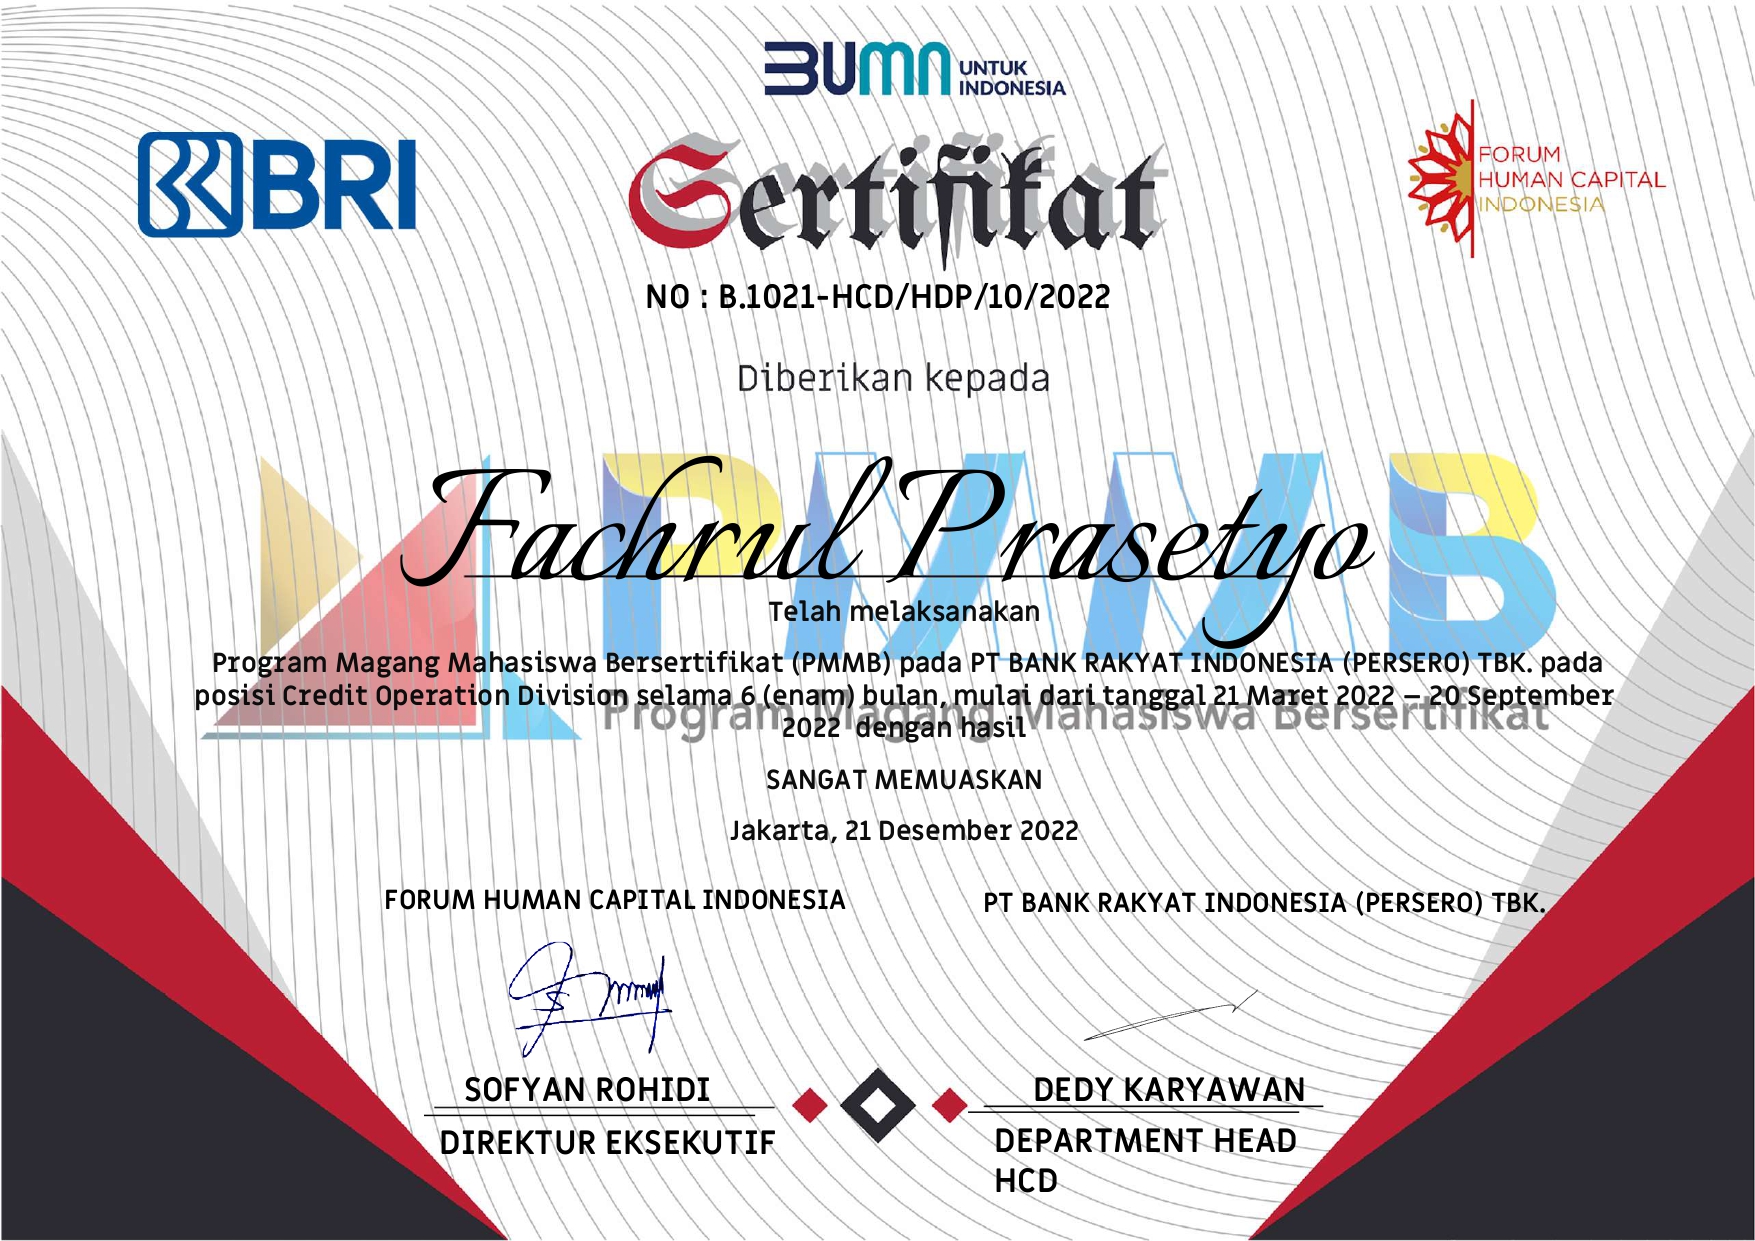 BUMN UNTUK
INDONESIA
BRI
Sertifikat
FORUM
HUMAN CAPITAL
INDONESIA
NO : B.1021-HCD/HDP/10/2022
Diberikan kepada
PMMB
Fachrul Prasetyo
Telah melaksanakan
Program Magang Mahasiswa Bersertifikat (PMMB) pada PT BANK RAKYAT INDONESIA (PERSERO) TBK. pada
posisi Credit Operation Division selama 6 (enam) bulan, mulai dari tanggal 21 Maret 2022 – 20 September
Program Magang Mahasiswa Bersertifikat
2022 dengan hasil
SANGAT MEMUASKAN
Jakarta, 21 Desember 2022
FORUM HUMAN CAPITAL INDONESIA
PT BANK RAKYAT INDONESIA (PERSERO) TBK.
SOFYAN ROHIDI
DIREKTUR EKSEKUTIF
DEDY KARYAWAN
DEPARTMENT HEAD
HCD